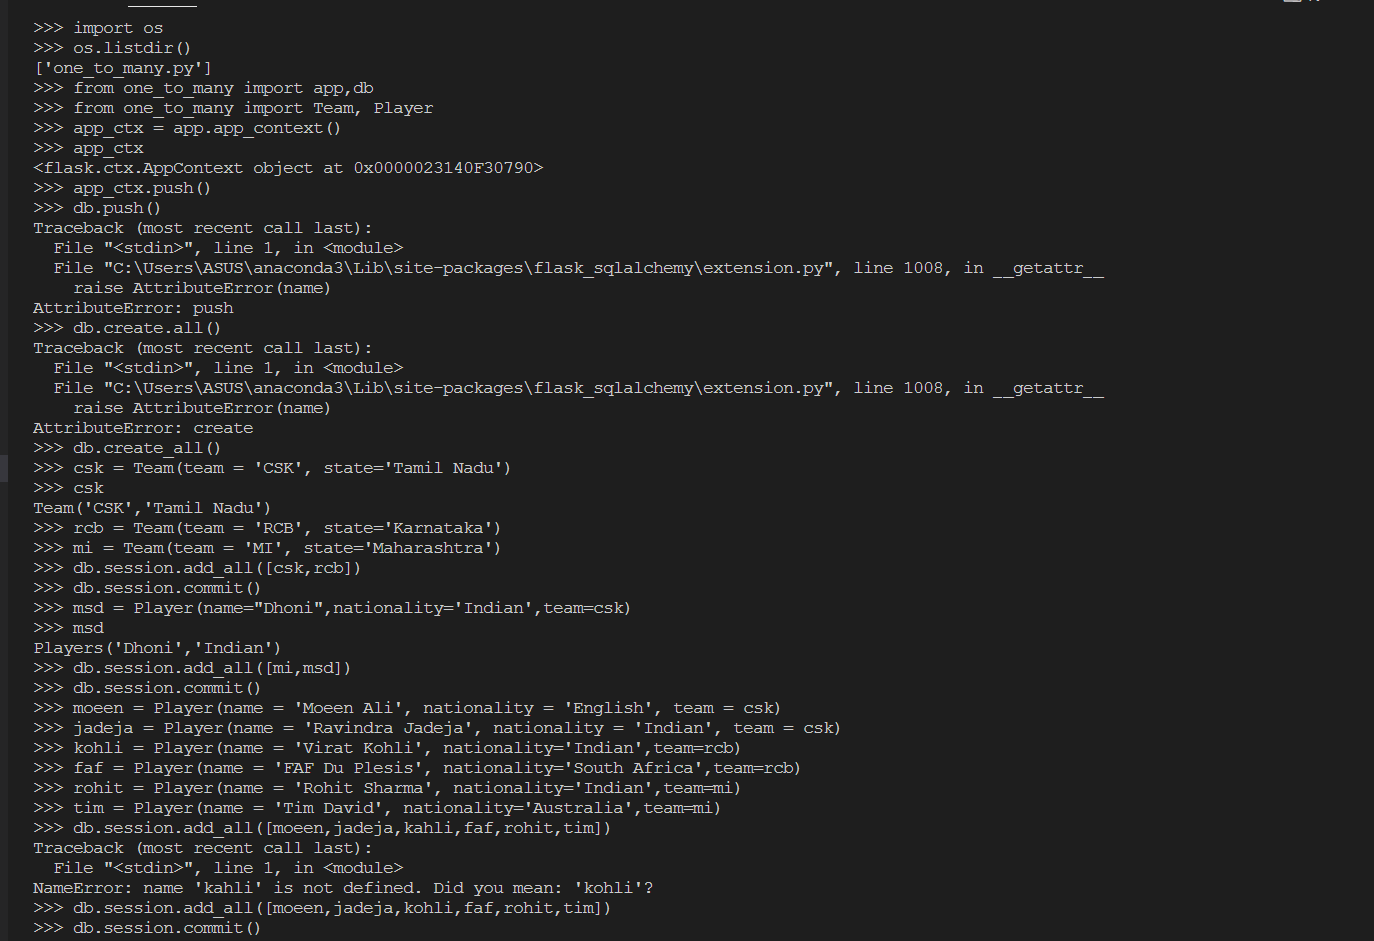 >>> import os
>>> os.listdir()
['one_to_many.py']
>>> from one_to_many import app,db
>>> from one_to_many import Team, Player
>>> app_ctx = app.app_context()
>>> app_ctx
<flask.ctx.AppContext object at 0x0000023140F30790>
>>> app_ctx.push()
>>> db.push()
Traceback (most recent call last):
  File "<stdin>", line 1, in <module>
  File "C:\Users\ASUS\anaconda3\Lib\site-packages\flask_sqlalchemy\extension.py", line 1008, in __getattr__
    raise AttributeError(name)
AttributeError: push
>>> db.create.all()
Traceback (most recent call last):
  File "<stdin>", line 1, in <module>
  File "C:\Users\ASUS\anaconda3\Lib\site-packages\flask_sqlalchemy\extension.py", line 1008, in __getattr__
    raise AttributeError(name)
AttributeError: create
>>> db.create_all()
>>> csk = Team(team = 'CSK', state='Tamil Nadu')
>>> csk
Team('CSK','Tamil Nadu')
>>> rcb = Team(team = 'RCB', state='Karnataka')
>>> mi = Team(team = 'MI', state='Maharashtra')
>>> db.session.add_all([csk,rcb])
>>> db.session.commit()
>>> msd = Player(name="Dhoni",nationality='Indian',team=csk)
>>> msd
Players('Dhoni','Indian')
>>> db.session.add_all([mi,msd])
>>> db.session.commit()
>>> moeen = Player(name = 'Moeen Ali', nationality = 'English', team = csk)
>>> jadeja = Player(name = 'Ravindra Jadeja', nationality = 'Indian', team = csk)
>>> kohli = Player(name = 'Virat Kohli', nationality='Indian',team=rcb)
>>> faf = Player(name = 'FAF Du Plesis', nationality='South Africa',team=rcb)
>>> rohit = Player(name = 'Rohit Sharma', nationality='Indian',team=mi)
>>> tim = Player(name = 'Tim David', nationality='Australia',team=mi)
>>> db.session.add_all([moeen,jadeja,kahli,faf,rohit,tim])
Traceback (most recent call last):
  File "<stdin>", line 1, in <module>
NameError: name 'kahli' is not defined. Did you mean: 'kohli'?
>>> db.session.add_all([moeen,jadeja,kohli,faf,rohit,tim])
>>> db.session.commit()